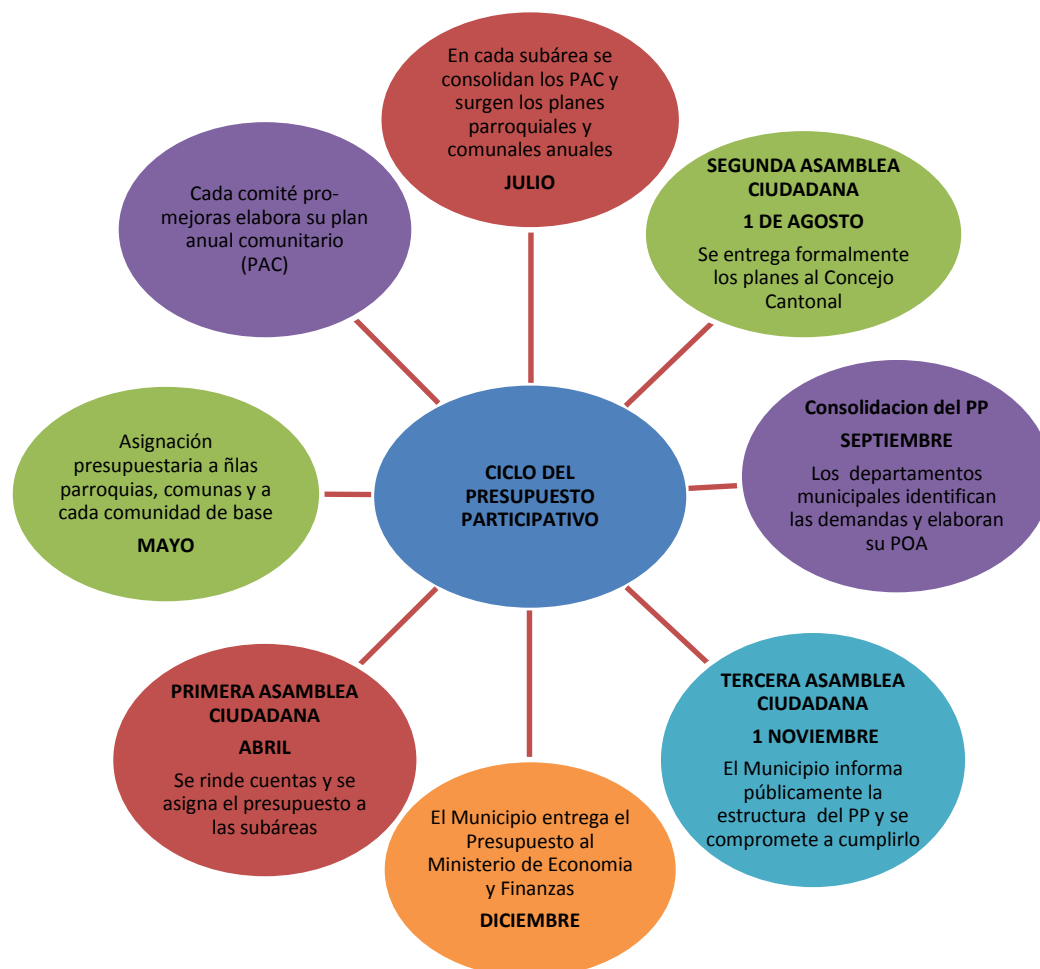 En cada subárea se
consolidan los PAC y
surgen los planes
parroquiales y
comunales anuales
JULIO
SEGUNDA ASAMBLEA
CIUDADANA
1 DE AGOSTO
Se entrega formalmente
los planes al Concejo
Cantonal
Consolidacion del PP
SEPTIEMBRE
Los departamentos
municipales identifican
las demandas y elaboran
su POA
TERCERA ASAMBLEA
CIUDADANA
1 NOVIEMBRE
El Municipio informa
públicamente la
estructura del PP y se
compromete a cumplirlo
El Municipio entrega el
Presupuesto al
Ministerio de Economia
y Finanzas
DICIEMBRE
PRIMERA ASAMBLEA
CIUDADANA
ABRIL
Se rinde cuentas y se
asigna el presupuesto a
las subáreas
Asignación
presupuestaria a ñlas
parroquias, comunas y a
cada comunidad de base
MAYO
Cada comité pro-
mejoras elabora su plan
anual comunitario
(PAC)
CICLO DEL
PRESUPUESTO
PARTICIPATIVO